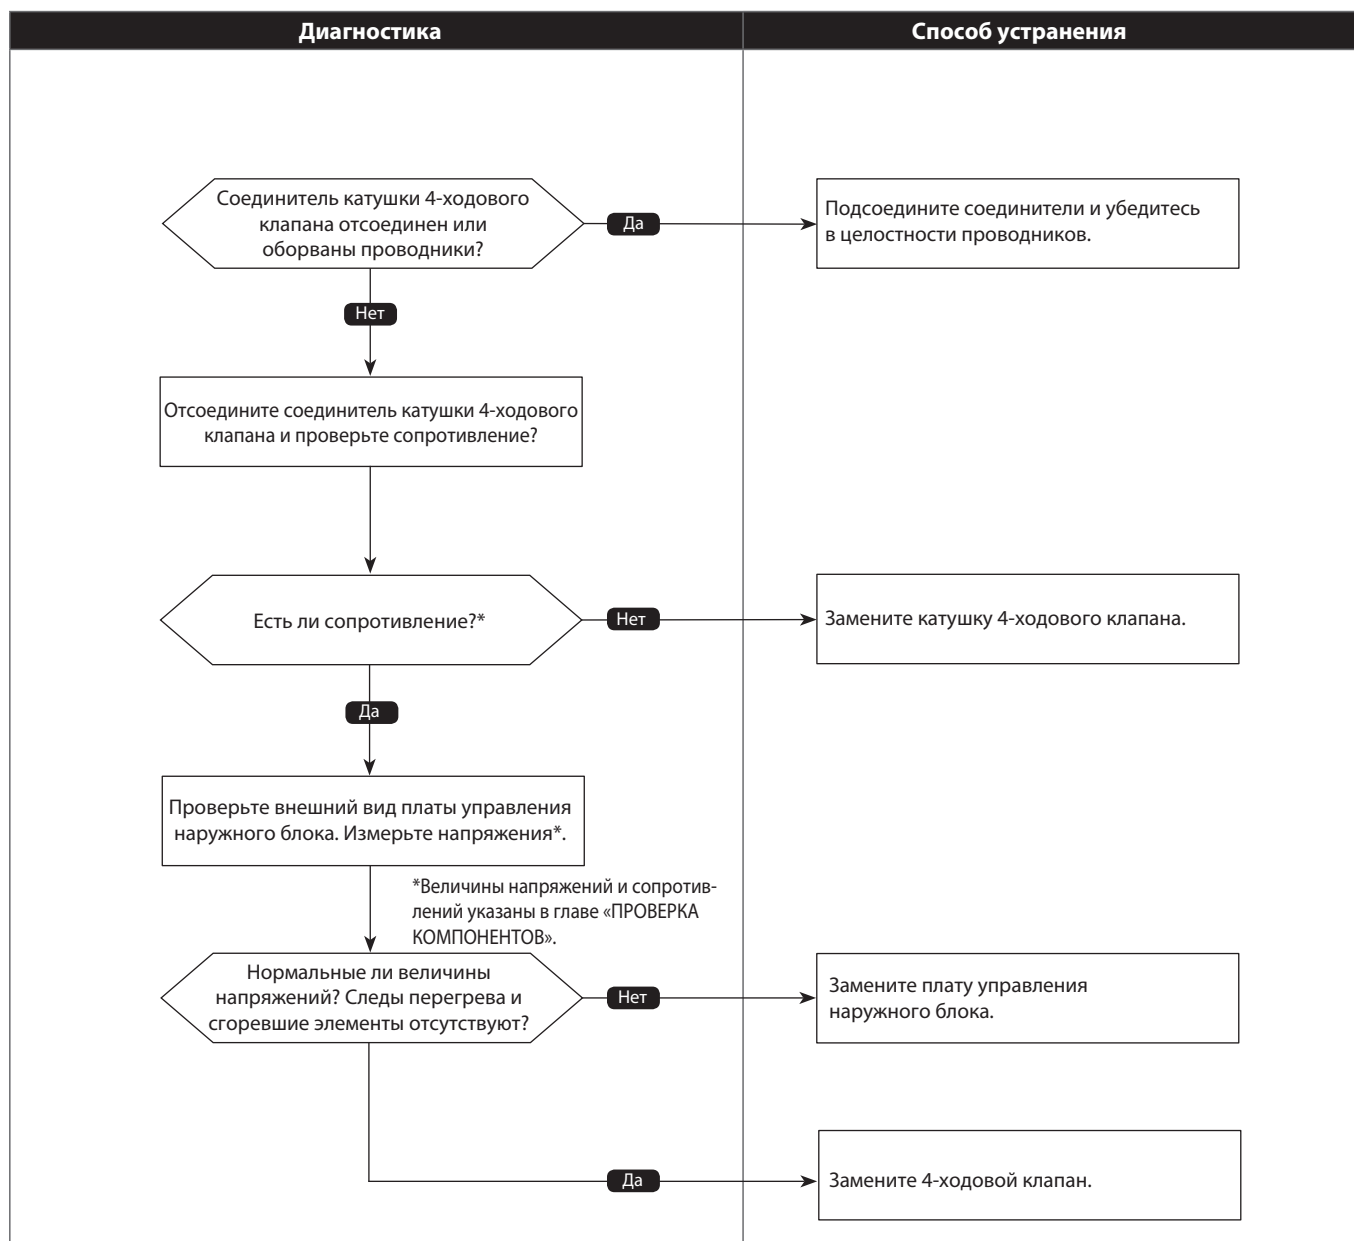 Диагностика
Способ устранения
Соединитель катушки 4-ходового
клапана отсоединен или
оборваны проводники?
Да
Подсоедините соединители и убедитесь
в целостности проводников.
Нет
Отсоедините соединитель катушки 4-ходового
клапана и проверьте сопротивление?
Есть ли сопротивление?*
Нет
Замените катушку 4-ходового клапана.
Да
Проверьте внешний вид платы управления
наружного блока. Измерьте напряжения*.
*Величины напряжений и сопротив-
лений указаны в главе «ПРОВЕРКА
КОМПОНЕНТОВ».
Нормальные ли величины
напряжений? Следы перегрева и
сгоревшие элементы отсутствуют?
Нет
Замените плату управления
наружного блока.
Да
Замените 4-ходовой клапан.